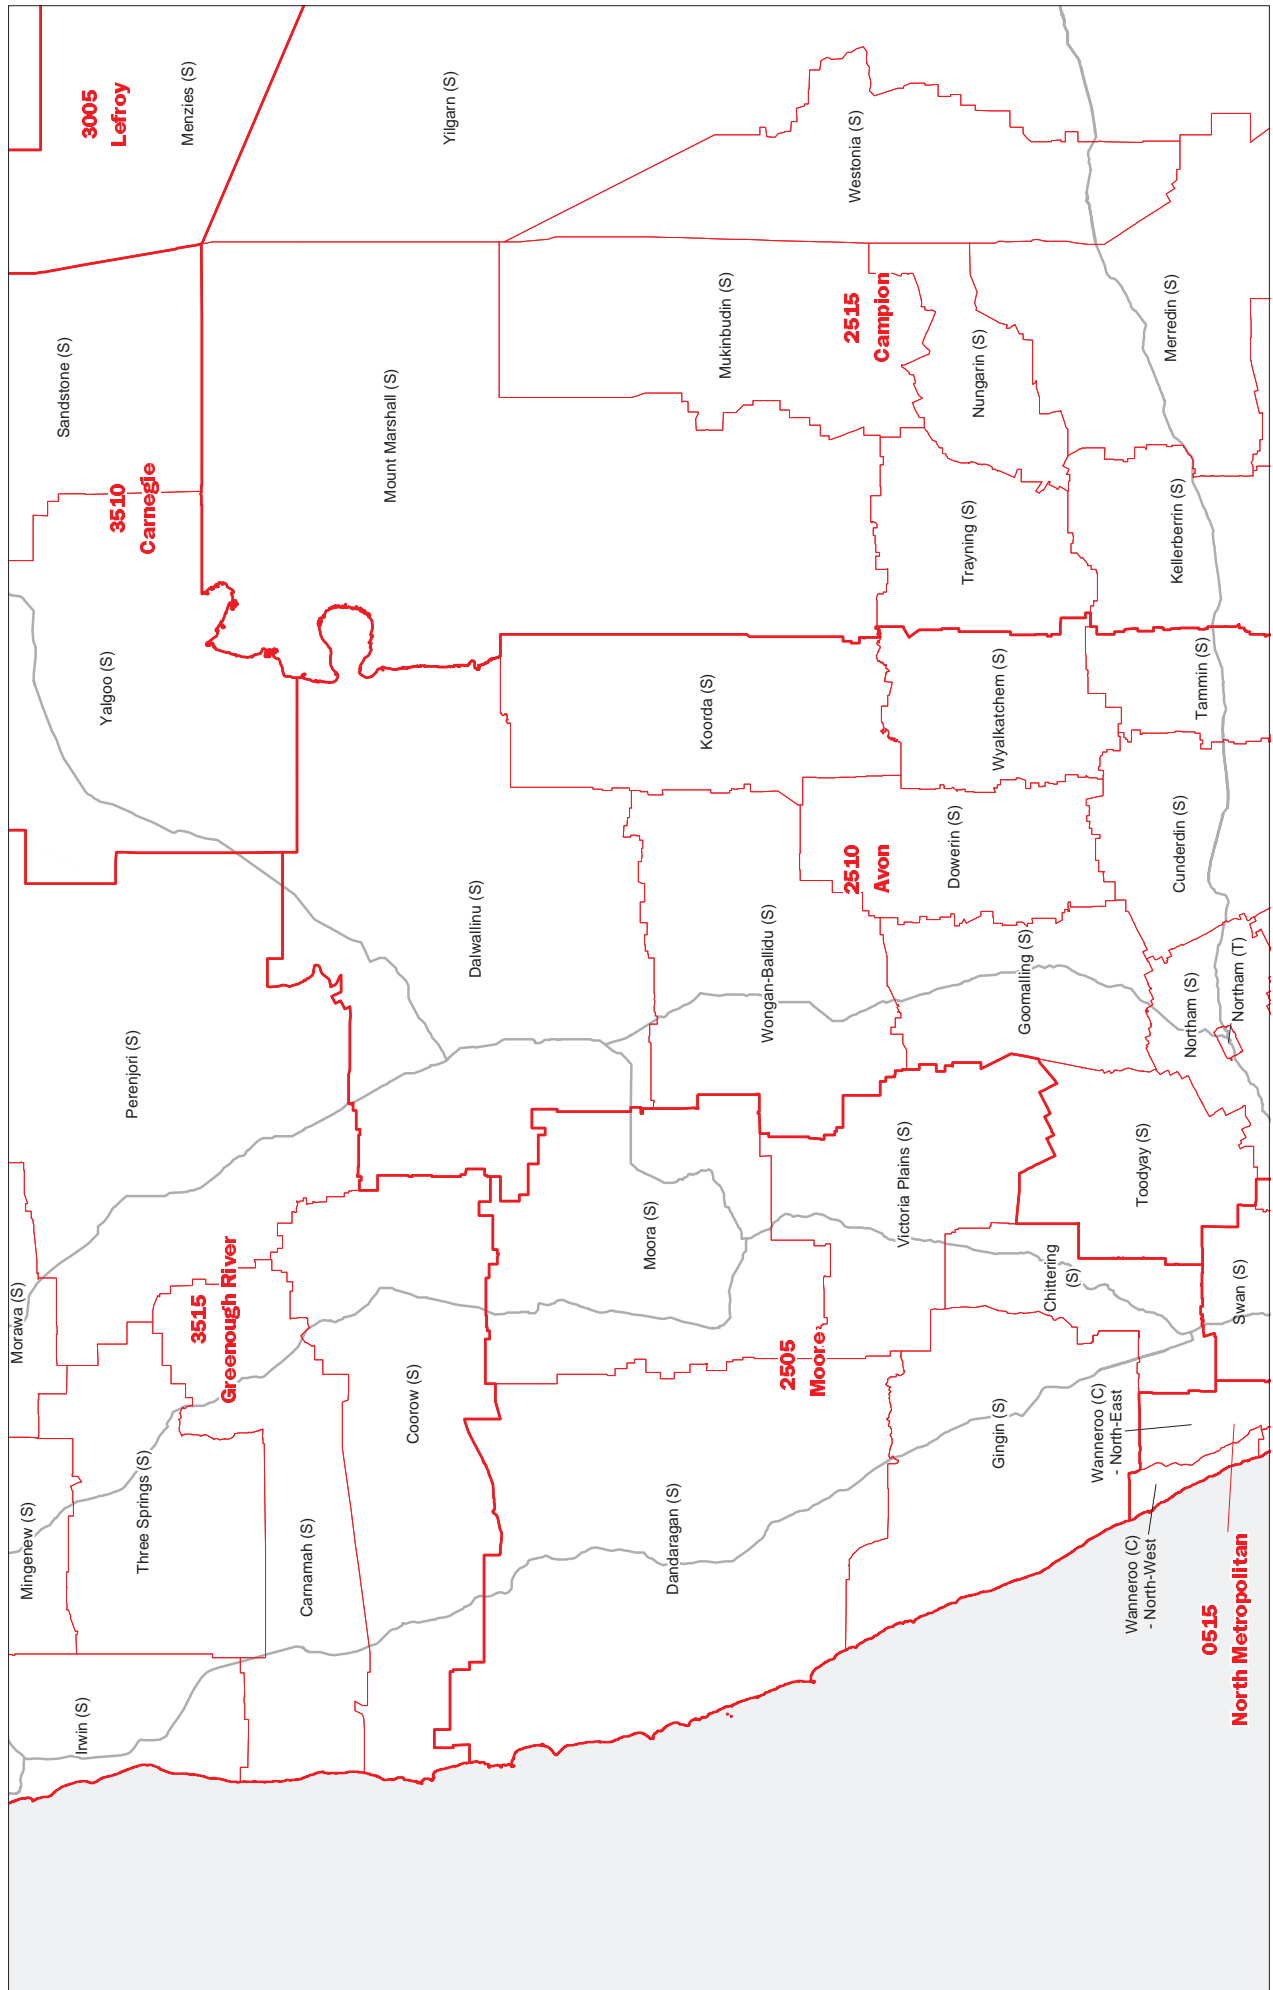 3005
Lefroy
Menzies (S)
Yilgarn (S)
Westonia (S)
Sandstone (S)
3510
Carnegie
Mount Marshall (S)
Mukinbudin (S)
2515
Campion
Nungarin (S)
Merredin (S)
Trayning (S)
Kellerberrin (S)
Yalgoo (S)
Koorda (S)
Wyalkatchem (S)
Tammin (S)
Dalwallinu (S)
2510
Avon
Dowerin (S)
Cunderdin (S)
Wongan-Ballidu (S)
Goomalling (S)
Northam (S)
Northam (T)
Perenjori (S)
Morawa (S)
3515
Greenough River
Moora (S)
Victoria Plains (S)
Toodyay (S)
Chittering
(S)
Swan (S)
Coorow (S)
2505
Moore
Gingin (S)
Wanneroo (C)
- North-East
Mingenew (S)
Three Springs (S)
Carnamah (S)
Dandaragan (S)
Wanneroo (C)
- North-West
0515
North Metropolitan
Irwin (S)